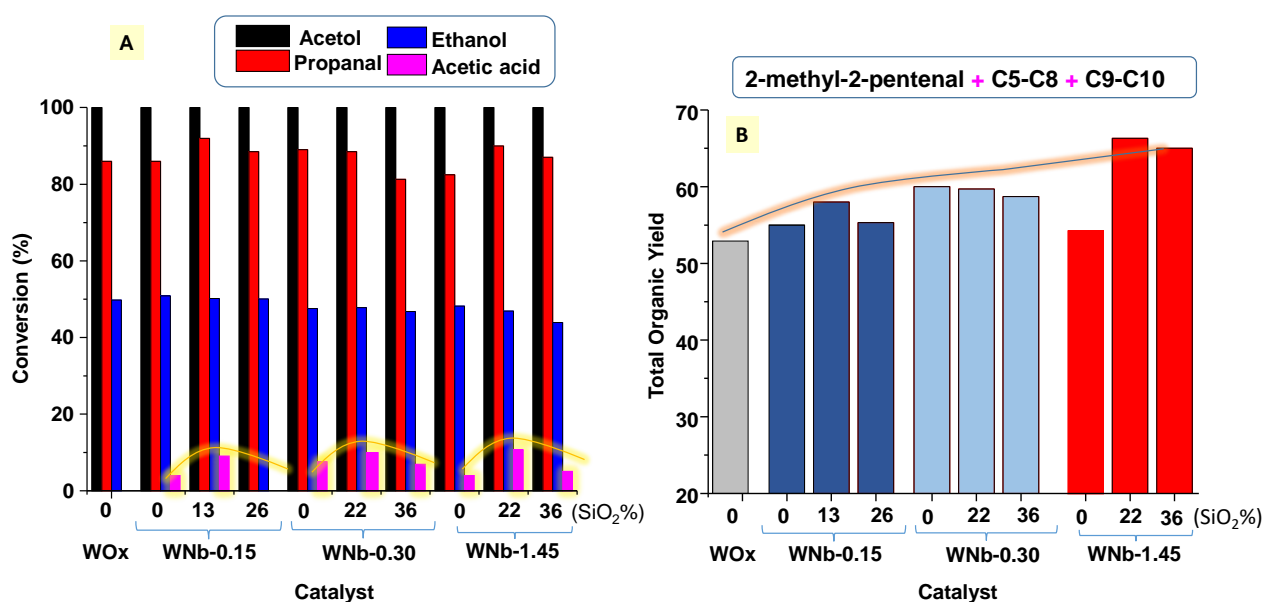 A
Acetol Ethanol
Propanal Acetic acid
Conversion (%)
100
80
60
40
20
0
0 0 13 26 0 22 36 0 22 36 (SiO2%)
WOx WNb-0.15 WNb-0.30 WNb-1.45
Catalyst
2-methyl-2-pentenal + C5-C8 + C9-C10
B
Total Organic Yield
70
60
50
40
30
20
0 0 13 26 0 22 36 0 22 36 (SiO2%)
WOx WNb-0.15 WNb-0.30 WNb-1.45
Catalyst